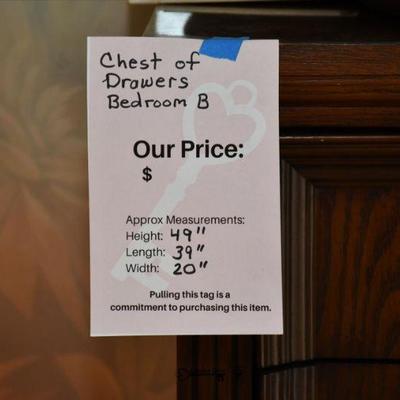 Chest of
Drawers
Bedroom B
Our Price:
$
Approx Measurements:
Height: 49"
Length: 39"
Width: 20"
Pulling this tag is a
commitment to purchasing this item.